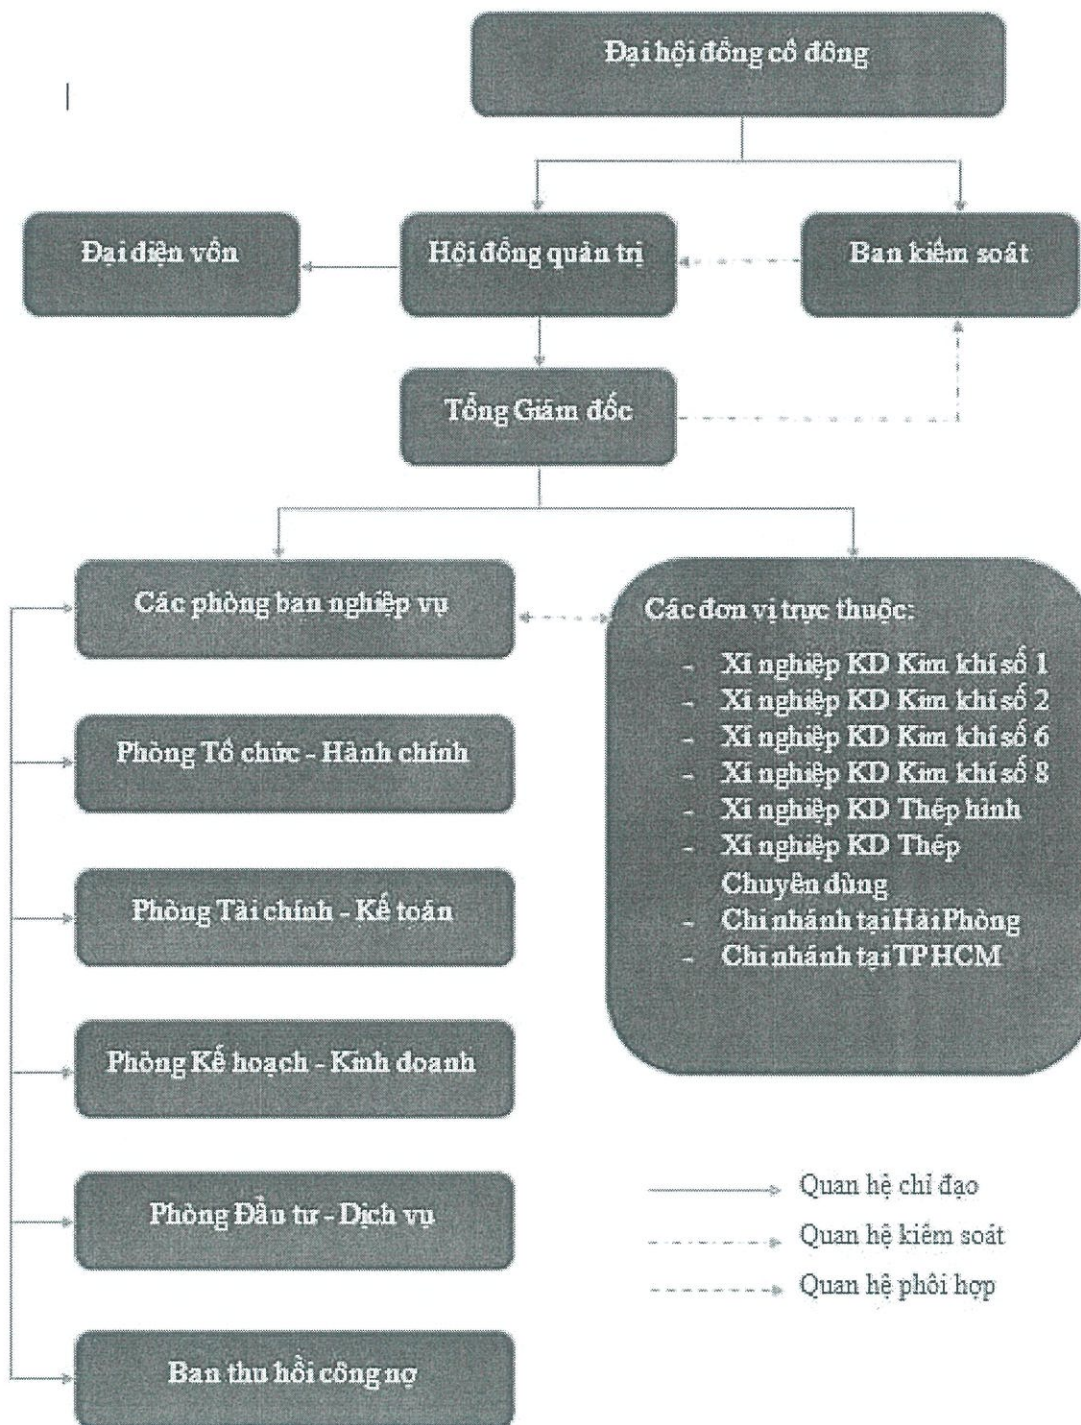 Đại hội đồng cổ đông
Đại diện vốn
Hội đồng quản trị
Ban kiểm soát
Tổng Giám đốc
Các phòng ban nghiệp vụ
Phòng Tổ chức - Hành chính
Phòng Tài chính - Kế toán
Phòng Kế hoạch - Kinh doanh
Phòng Đầu tư - Dịch vụ
Ban thu hồi công nợ
Các đơn vị trực thuộc:
- Xí nghiệp KD Kim khí số 1
- Xí nghiệp KD Kim khí số 2
- Xí nghiệp KD Kim khí số 6
- Xí nghiệp KD Kim khí số 8
- Xí nghiệp KD Thép hình
- Xí nghiệp KD Thép
Chuyên dùng
- Chi nhánh tại Hải Phòng
- Chi nhánh tại TPHCM
Quan hệ chỉ đạo
Quan hệ kiểm soát
Quan hệ phối hợp